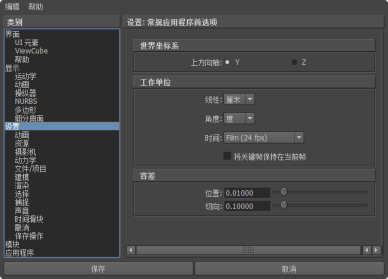 编辑 帮助
类别
界面
UI 元素
ViewCube
帮助
显示
运动学
动画
操纵器
NURBS
多边形
细分曲面
设置
动画
资源
摄影机
动力学
文件/项目
建模
渲染
选择
捕捉
声音
时间滑块
撤消
保存操作
模块
应用程序
设置: 常规应用程序首选项
世界坐标系
上方向轴: Y Z
工作单位
线性: 厘米
角度: 度
时间: Film (24 fps)
将关键帧保持在当前帧
容差
位置: 0.01000
切向: 0.10000
保存 取消